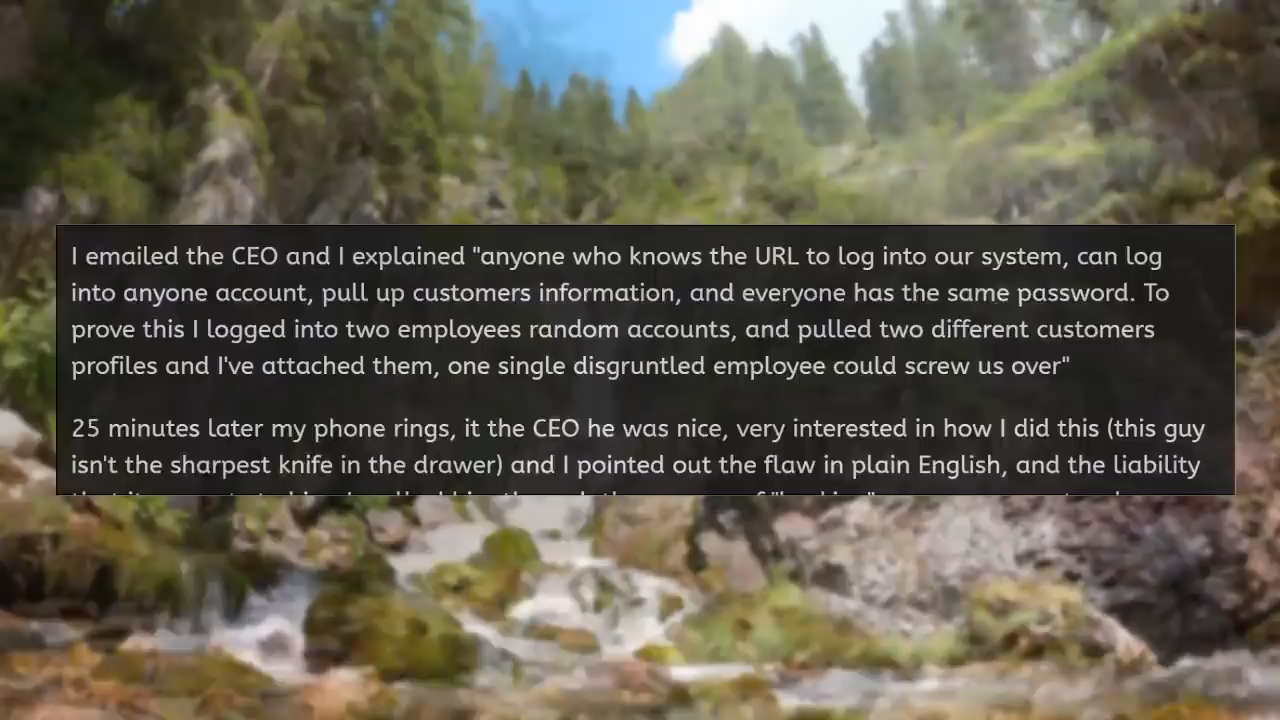 I emailed the CEO and I explained "anyone who knows the URL to log into our system, can log
into anyone account, pull up customers information, and everyone has the same password. To
prove this I logged into two employees random accounts, and pulled two different customers
profiles and I've attached them, one single disgruntled employee could screw us over"
25 minutes later my phone rings, it the CEO he was nice, very interested in how I did this (this guy
isn't the sharpest knife in the drawer) and I pointed out the flaw in plain English, and the liability